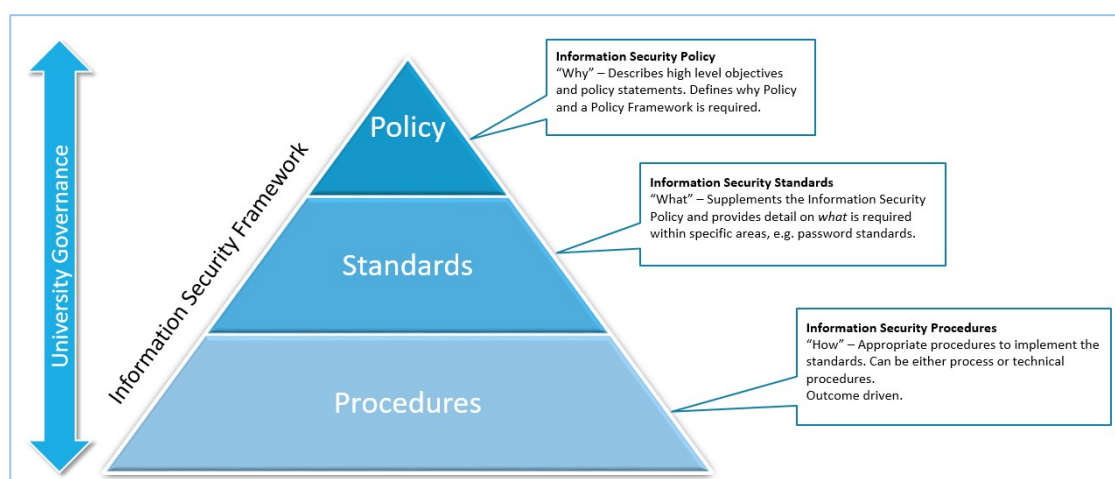 University Governance
Information Security Framework
Policy
Standards
Procedures
Information Security Policy
“Why” – Describes high level objectives
and policy statements. Defines why Policy
and a Policy Framework is required.
Information Security Standards
“What” – Supplements the Information Security
Policy and provides detail on what is required
within specific areas, e.g. password standards.
Information Security Procedures
“How” – Appropriate procedures to implement the
standards. Can be either process or technical
procedures.
Outcome driven.